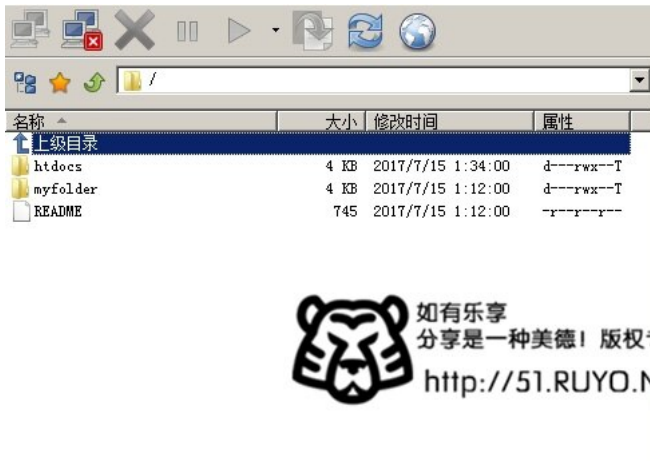 /
名称 大小 修改时间 属性
上级目录
htdocs 4 KB 2017/7/15 1:34:00 d---rwx--T
myfolder 4 KB 2017/7/15 1:12:00 d---rwx--T
README 745 2017/7/15 1:12:00 -r--r--r--
如有乐享
分享是一种美德！版权
http://51.RUYO.N